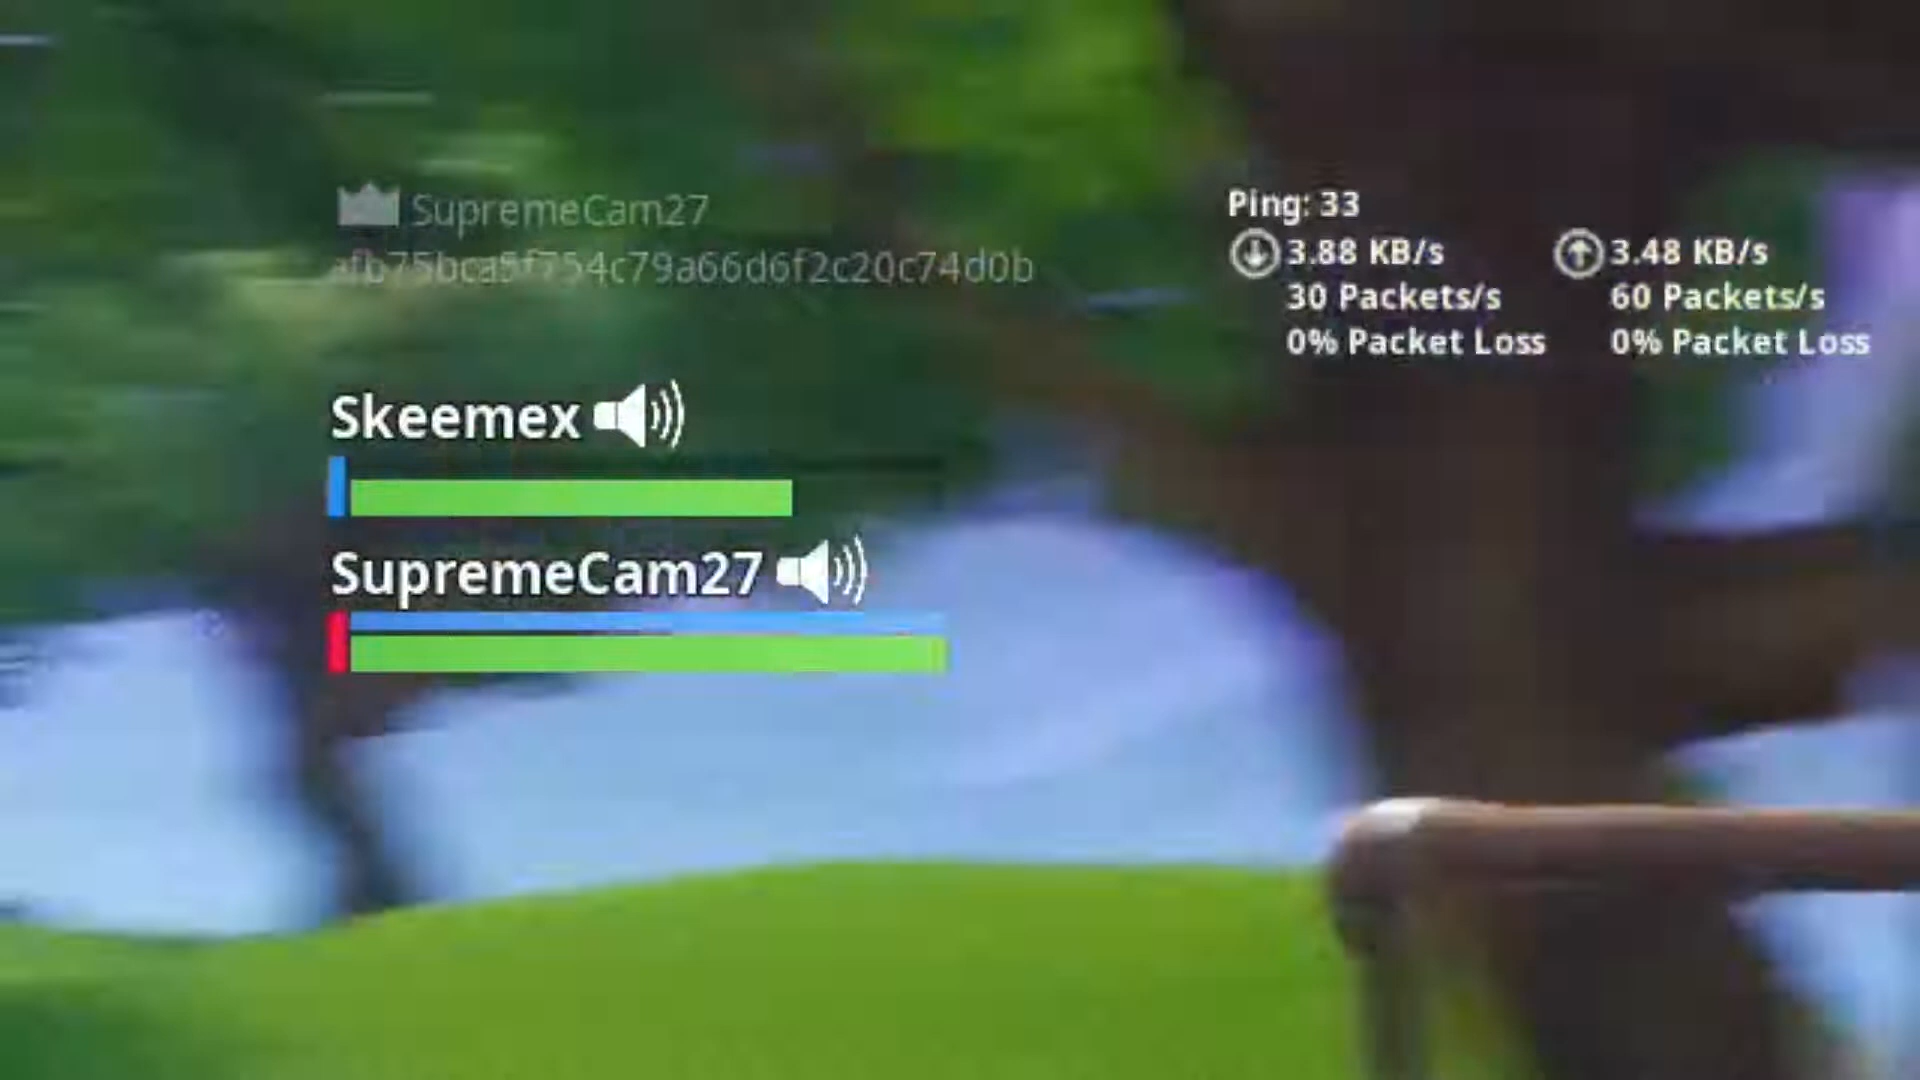 SupremeCam27
afb75bca5f754c79a66d6f2c20c74d0b
Ping: 33
3.88 KB/s
3.48 KB/s
30 Packets/s
60 Packets/s
0% Packet Loss
0% Packet Loss
Skeemex
SupremeCam27